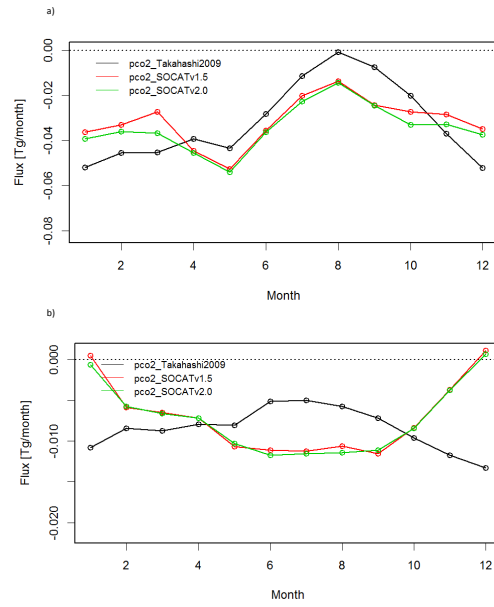 a)
pco2_Takahashi2009
pco2_SOCATv1.5
pco2_SOCATv2.0
Flux [Tg/month]
0.00
-0.02
-0.04
-0.06
-0.08
2 4 6 8 10 12
Month
b)
pco2_Takahashi2009
pco2_SOCATv1.5
pco2_SOCATv2.0
Flux [Tg/month]
0.000
-0.010
-0.020
2 4 6 8 10 12
Month